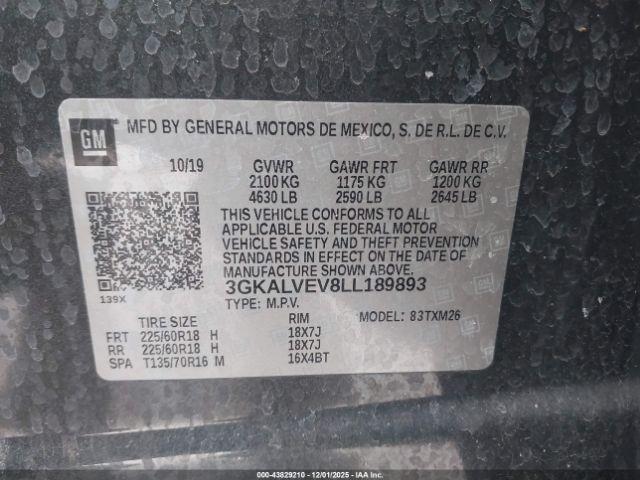 GM
MFD BY GENERAL MOTORS DE MEXICO, S. DE R.L. DE C.V.
10/19 GVWR GAWR FRT GAWR RR
2100 KG 1175 KG 1200 KG
4630 LB 2590 LB 2645 LB
THIS VEHICLE CONFORMS TO ALL
APPLICABLE U.S. FEDERAL MOTOR
VEHICLE SAFETY AND THEFT PREVENTION
STANDARDS IN EFFECT ON THE DATE OF
MANUFACTURE SHOWN ABOVE.
139X 3GKALVEV8LL189893
TYPE: M.P.V. MODEL: 83TXM26
TIRE SIZE RIM
FRT 225/60R18 H 18X7J
RR 225/60R18 H 18X7J
SPA T135/70R16 M 16X4BT
000-43829210 - 12/01/2025 - IAAI.COM